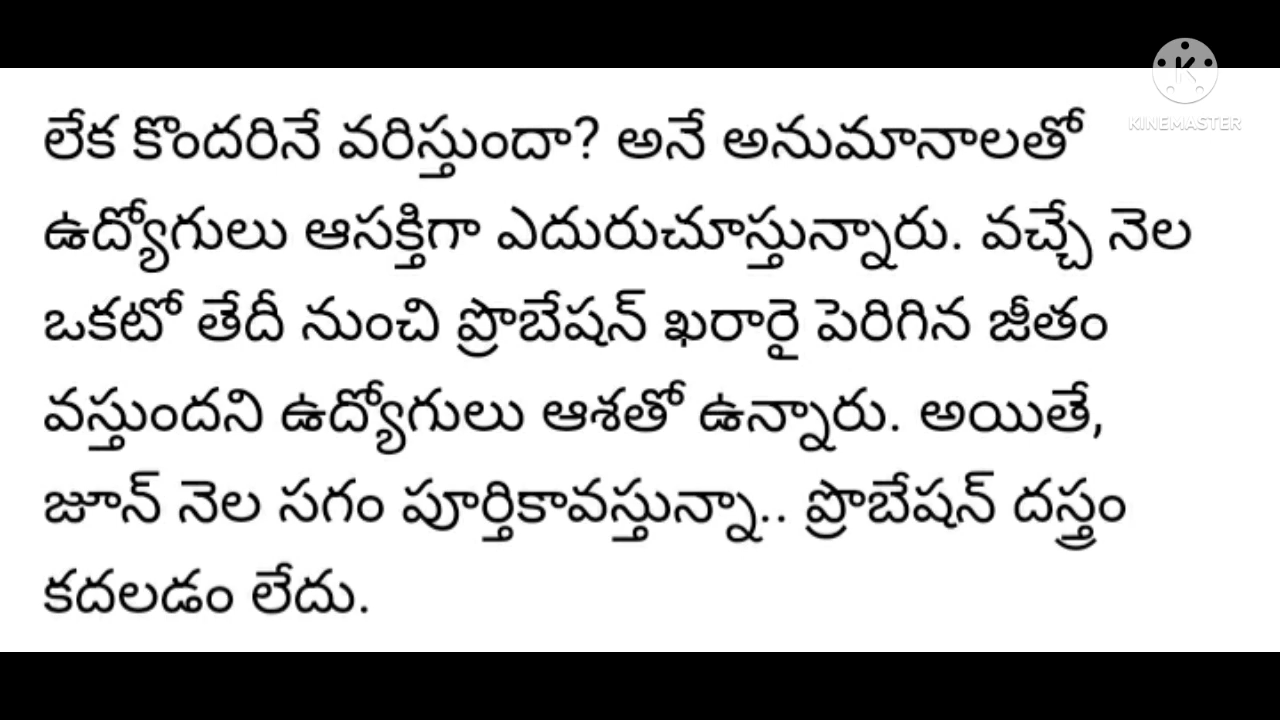 KINEMASTER
లేక కొందరినే వరిస్తుందా? అనే అనుమానాలతో
ఉద్యోగులు ఆసక్తిగా ఎదురుచూస్తున్నారు. వచ్చే నెల
ఒకటో తేదీ నుంచి ప్రొబేషన్ ఖరారై పెరిగిన జీతం
వస్తుందని ఉద్యోగులు ఆశతో ఉన్నారు. అయితే,
జూన్ నెల సగం పూర్తికావస్తున్నా.. ప్రొబేషన్ దస్త్రం
కదలడం లేదు.